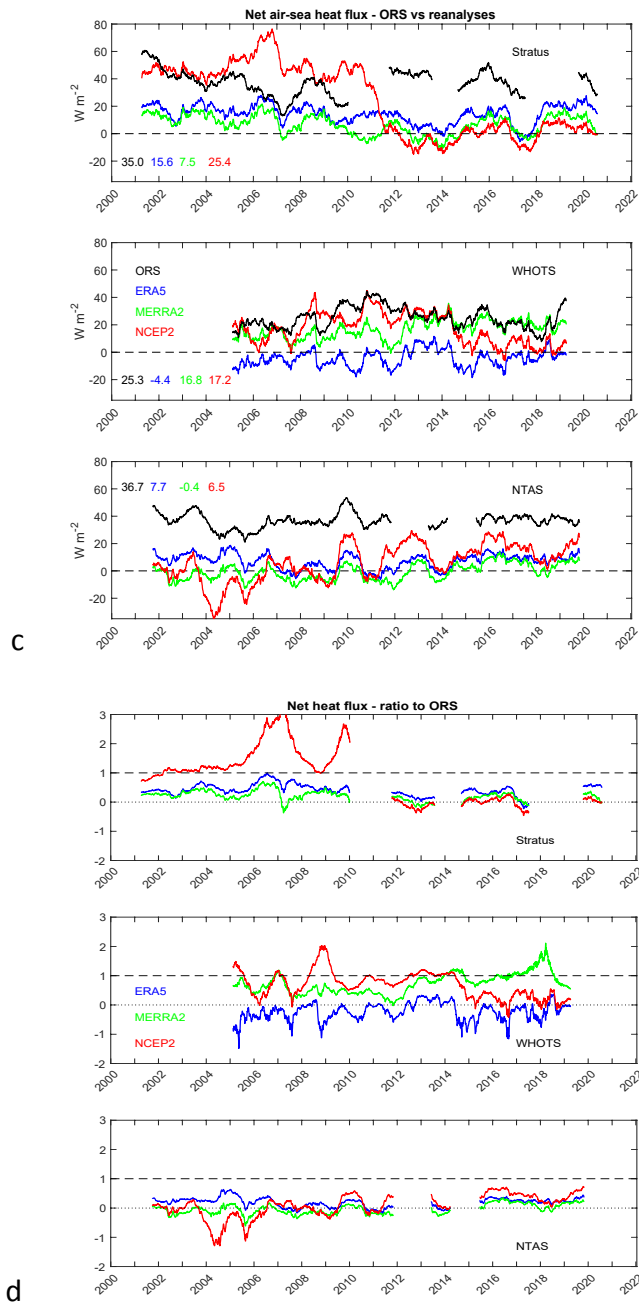 Net air-sea heat flux - ORS vs reanalyses
80
60
40
20
0
-20
W m-2
Stratus
35.0 15.6 7.5 25.4
2000 2002 2004 2006 2008 2010 2012 2014 2016 2018 2020 2022
80
60
40
20
0
-20
W m-2
ORS
WHOTS
ERA5
MERRA2
NCEP2
25.3 -4.4 16.8 17.2
2000 2002 2004 2006 2008 2010 2012 2014 2016 2018 2020 2022
80
60
40
20
0
-20
W m-2
36.7 7.7 -0.4 6.5
NTAS
2000 2002 2004 2006 2008 2010 2012 2014 2016 2018 2020 2022
c
Net heat flux - ratio to ORS
3
2
1
0
-1
-2
Stratus
2000 2002 2004 2006 2008 2010 2012 2014 2016 2018 2020
3
2
1
0
-1
-2
ERA5
MERRA2
NCEP2
WHOTS
2000 2002 2004 2006 2008 2010 2012 2014 2016 2018 2020
3
2
1
0
-1
-2
NTAS
2000 2002 2004 2006 2008 2010 2012 2014 2016 2018 2020
d